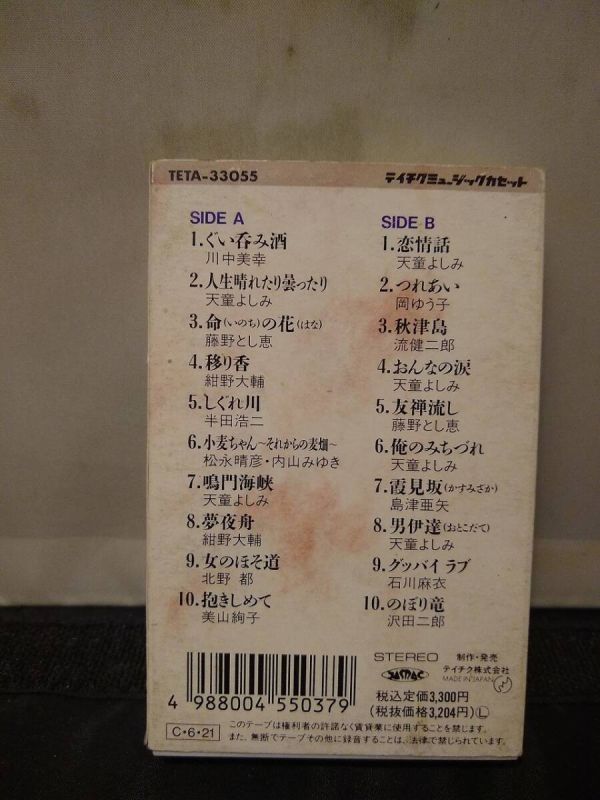 TETA-33055
テイチクミュージックカセット
SIDE A
1.ぐい呑み酒
川中美幸
2.人生晴れたり曇ったり
天童よしみ
3.命(いのち)の花(はな)
藤野とし恵
4.移り香
紺野大輔
5.しぐれ川
半田浩二
6.小麦ちゃん〜それからの麦畑〜
松永晴彦・内山みゆき
7.鳴門海峡
天童よしみ
8.夢夜舟
紺野大輔
9.女のほそ道
北野 都
10.抱きしめて
美山絢子
SIDE B
1.恋情話
天童よしみ
2.つれあい
岡ゆう子
3.秋津島
流健二郎
4.おんなの涙
天童よしみ
5.友禅流し
藤野とし恵
6.俺のみちづれ
天童よしみ
7.霞見坂(かすみざか)
島津亜矢
8.男伊達(おとこだて)
天童よしみ
9.グッバイ ラブ
石川麻衣
10.のぼり竜
沢田二郎
4 988004 550379
STEREO
制作・発売
テイチク株式会社
MADE IN JAPAN
税込定価3,300円
(税抜価格3,204円)Ⓛ
C・6・21
このテープは権利者の許諾なく賃貸業に使用することを禁じます。
また、無断でテープその他に録音することは、法律で禁じられています。